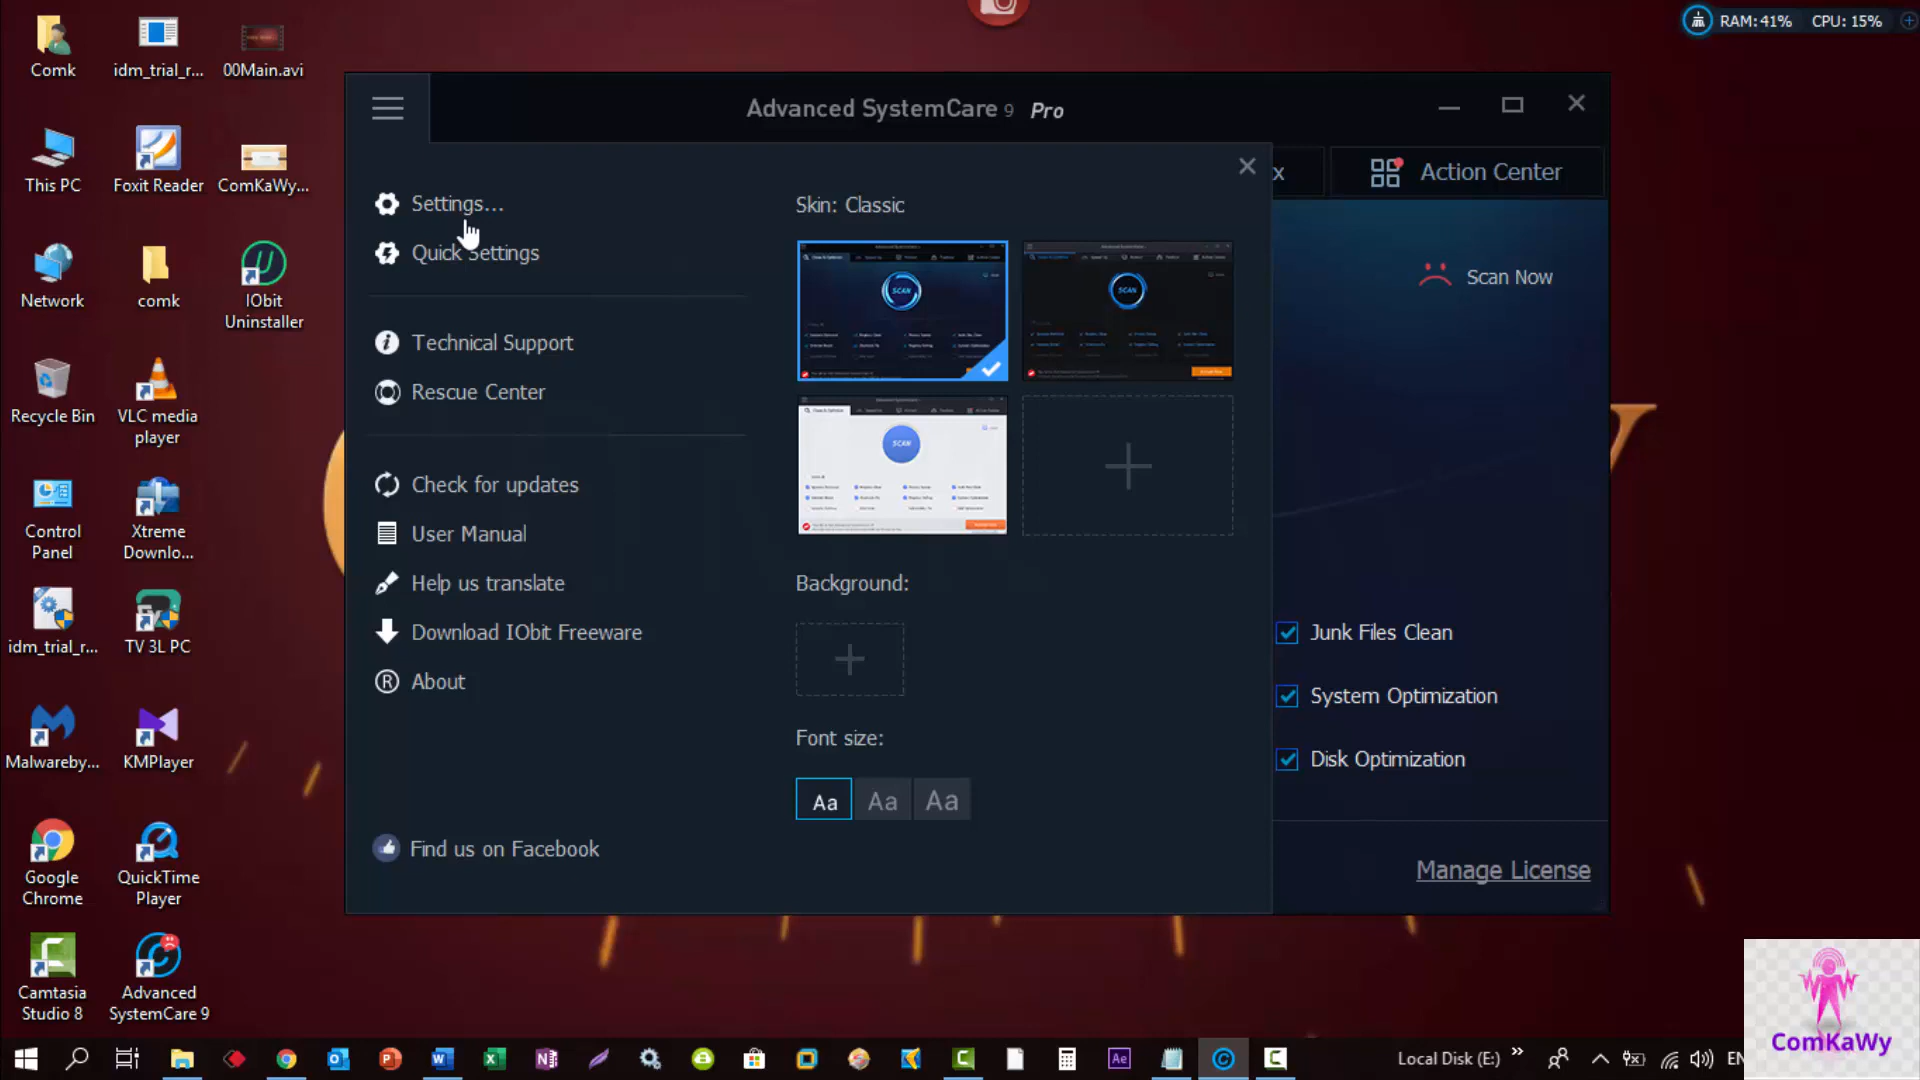 RAM:41% CPU: 15%
Comk
idm_trial_r...
00Main.avi
This PC
Foxit Reader
ComKaWy...
Network
comk
IObit
Uninstaller
Recycle Bin
VLC media
player
Control
Panel
Xtreme
Downlo...
idm_trial_r...
TV 3L PC
Malwareby...
KMPlayer
Google
Chrome
QuickTime
Player
Camtasia
Studio 8
Advanced
SystemCare 9
Advanced SystemCare 9 Pro
x
Action Center
Settings...
Quick Settings
Technical Support
Rescue Center
Check for updates
User Manual
Help us translate
Download IObit Freeware
About
Find us on Facebook
Skin: Classic
SCAN
SCAN
SCAN
Background:
Font size:
Aa Aa Aa
Scan Now
Junk Files Clean
System Optimization
Disk Optimization
Manage License
Local Disk (E:)
EN
ComKaWy